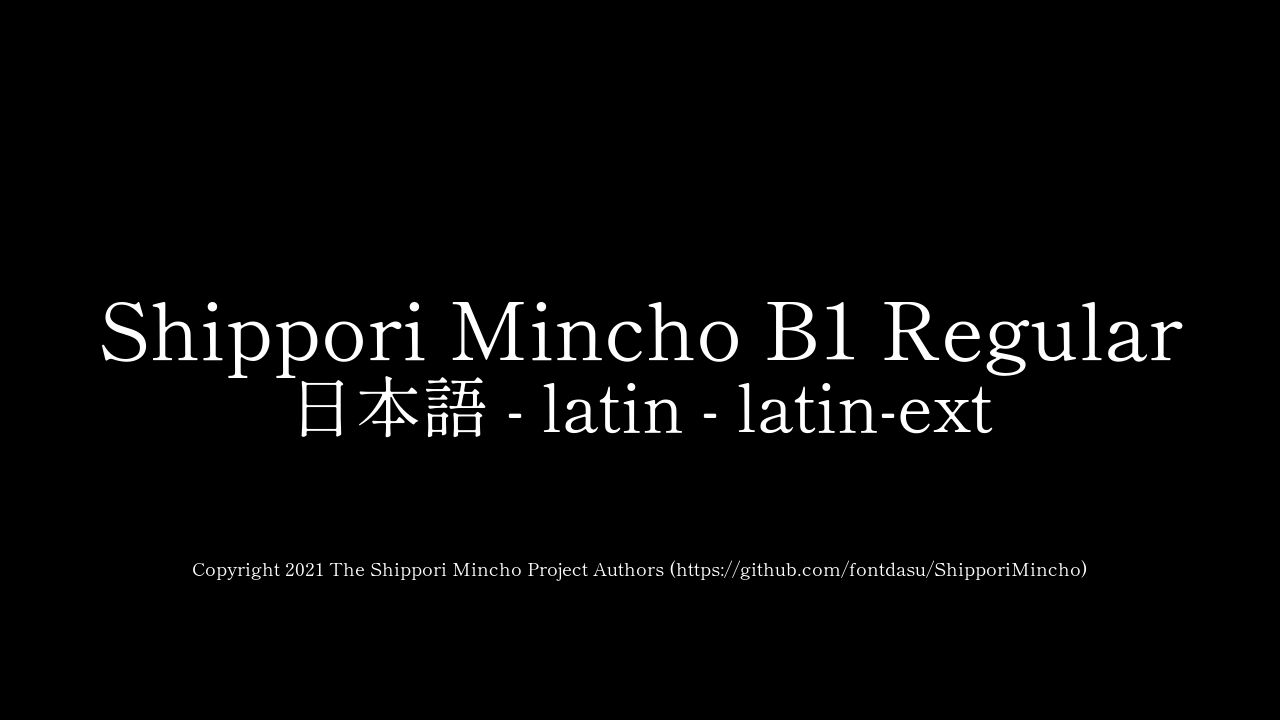 Shippori Mincho B1 Regular
日本語 - latin - latin-ext
Copyright 2021 The Shippori Mincho Project Authors (https://github.com/fontdasu/ShipporiMincho)